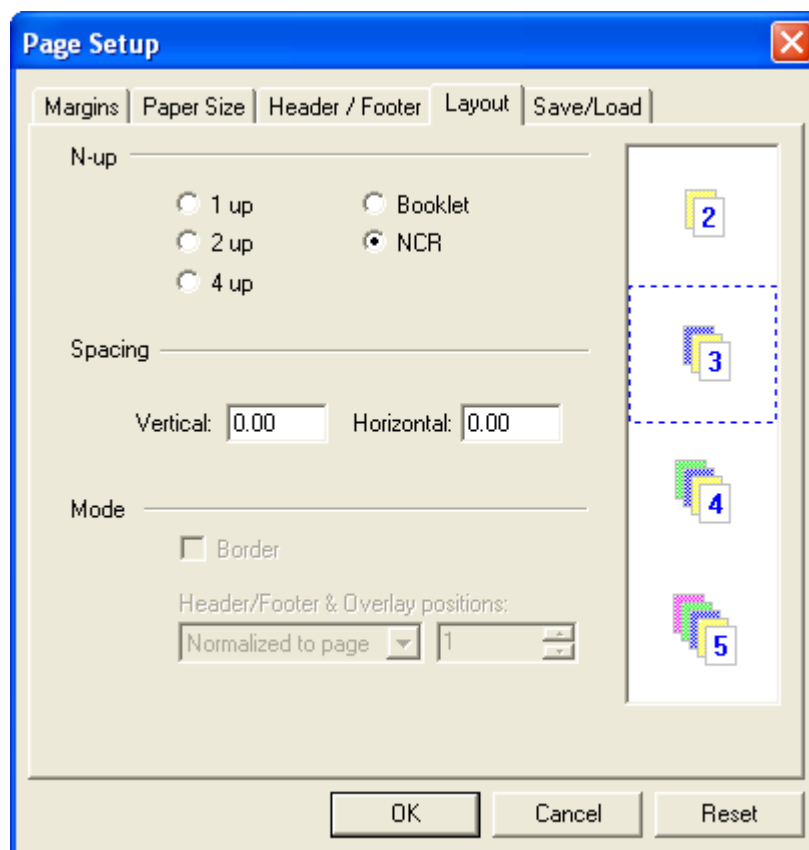 Page Setup
Margins Paper Size Header / Footer Layout Save/Load
N-up
1 up Booklet
2 up NCR
4 up
Spacing
Vertical: 0.00 Horizontal: 0.00
Mode
Border
Header/Footer & Overlay positions:
Normalized to page 1
2
3
4
5
OK Cancel Reset